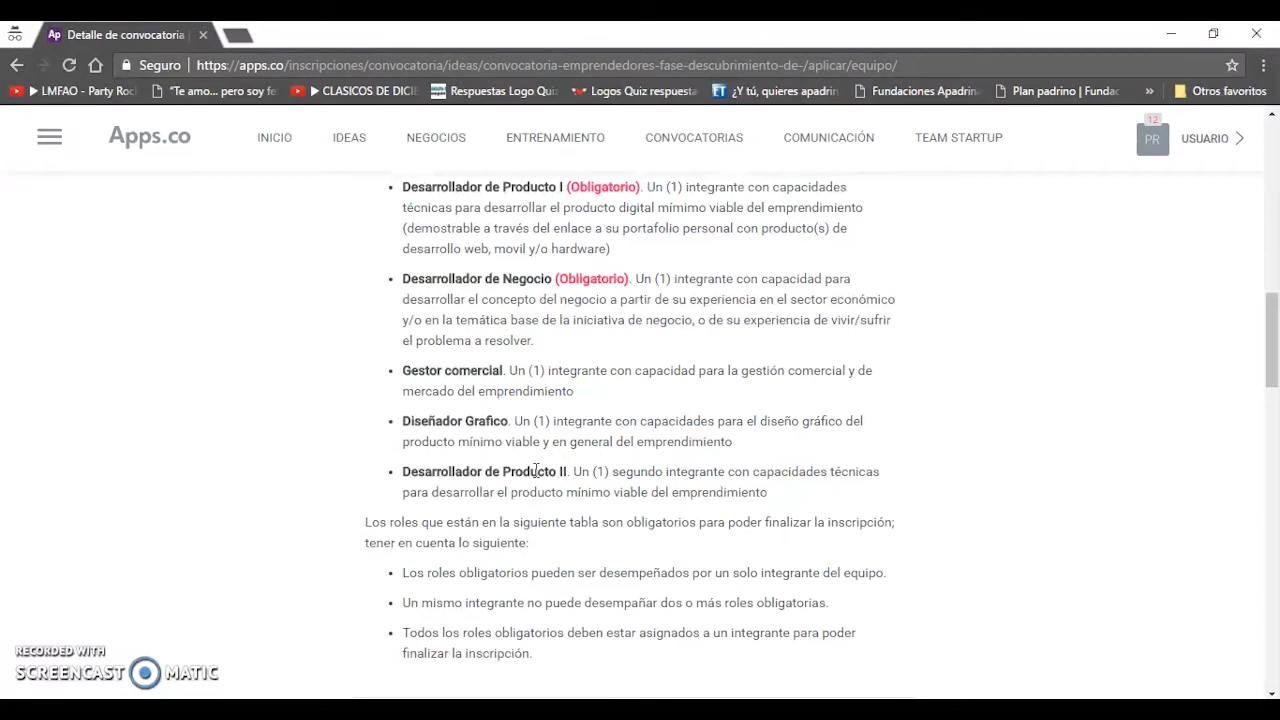 Ap Detalle de convocatoria
Seguro https://apps.co/inscripciones/convocatoria/ideas/convocatoria-emprendedores-fase-descubrimiento-de-/aplicar/equipo/
LMFAO - Party Rock "Te amo... pero soy fe CLASICOS DE DICIE Respuestas Logo Quiz Logos Quiz respuesta ET ¿Y tú, quieres apadrin Fundaciones Apadrina Plan padrino | Fundac » Otros favoritos
Apps.co INICIO IDEAS NEGOCIOS ENTRENAMIENTO CONVOCATORIAS COMUNICACIÓN TEAM STARTUP 12 PR USUARIO
• Desarrollador de Producto I (Obligatorio). Un (1) integrante con capacidades
técnicas para desarrollar el producto digital mímimo viable del emprendimiento
(demostrable a través del enlace a su portafolio personal con producto(s) de
desarrollo web, movil y/o hardware)
• Desarrollador de Negocio (Obligatorio). Un (1) integrante con capacidad para
desarrollar el concepto del negocio a partir de su experiencia en el sector económico
y/o en la temática base de la iniciativa de negocio, o de su experiencia de vivir/sufrir
el problema a resolver.
• Gestor comercial. Un (1) integrante con capacidad para la gestión comercial y de
mercado del emprendimiento
• Diseñador Grafico. Un (1) integrante con capacidades para el diseño gráfico del
producto mínimo viable y en general del emprendimiento
• Desarrollador de Producto II. Un (1) segundo integrante con capacidades técnicas
para desarrollar el producto mínimo viable del emprendimiento
Los roles que están en la siguiente tabla son obligatorios para poder finalizar la inscripción;
tener en cuenta lo siguiente:
• Los roles obligatorios pueden ser desempeñados por un solo integrante del equipo.
• Un mismo integrante no puede desempañar dos o más roles obligatorias.
• Todos los roles obligatorios deben estar asignados a un integrante para poder
finalizar la inscripción.
RECORDED WITH
SCREENCAST MATIC